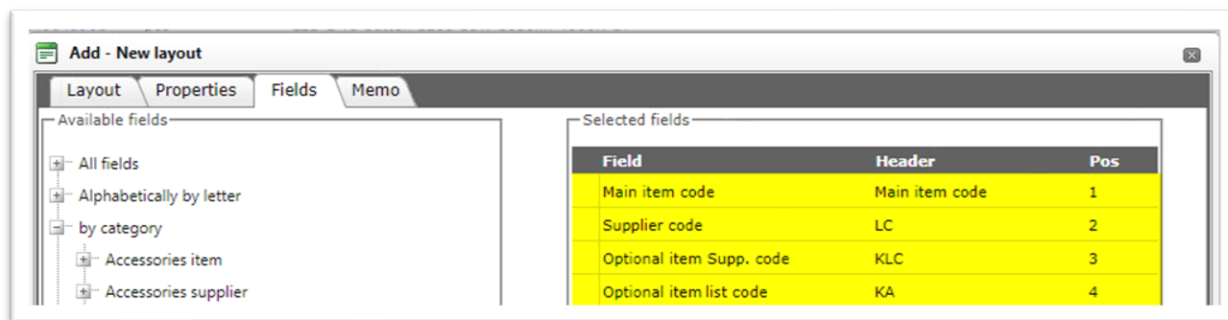 Add - New layout
Layout Properties Fields Memo
Available fields
All fields
Alphabetically by letter
by category
Accessories item
Accessories supplier
Selected fields
Field Header Pos
Main item code Main item code 1
Supplier code LC 2
Optional item Supp. code KLC 3
Optional item list code KA 4